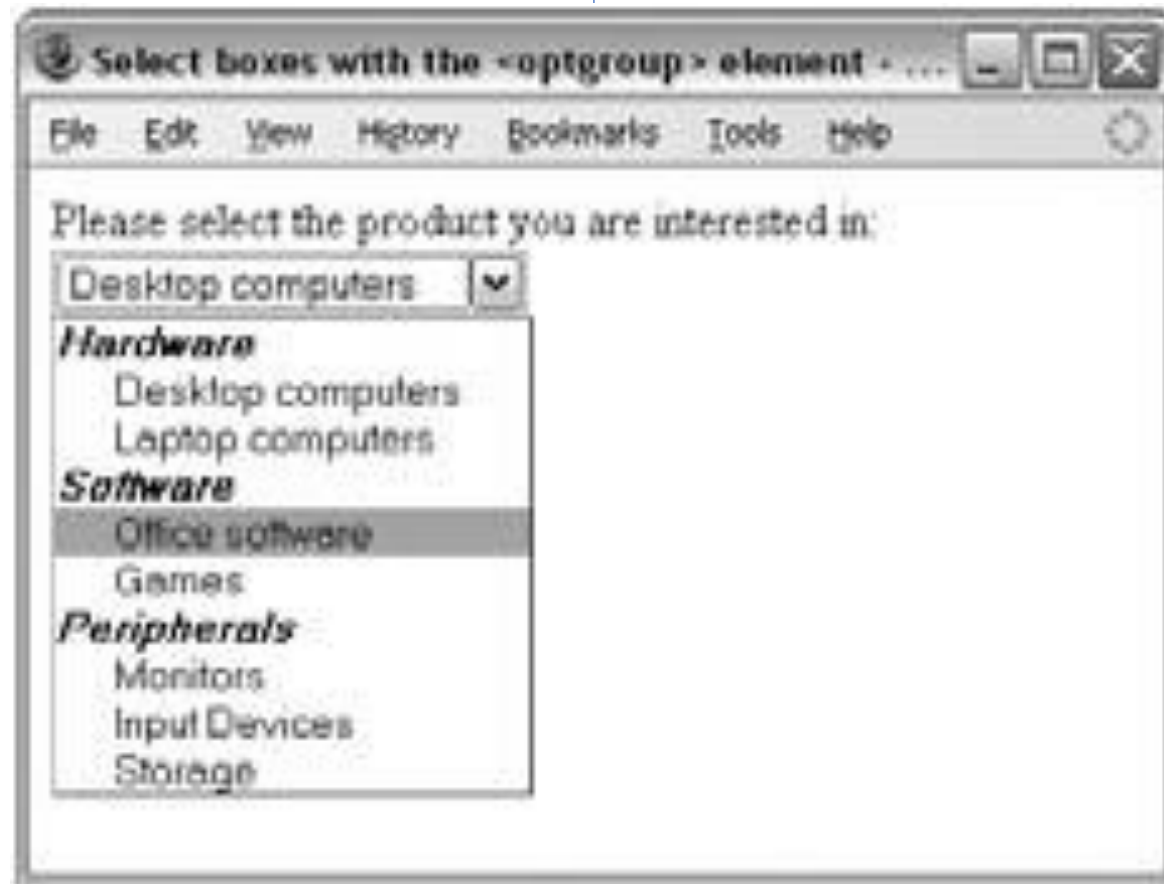 Select boxes with the <optgroup> element - ...
File Edit View History Bookmarks Tools Help
Please select the product you are interested in:
Desktop computers
Hardware
Desktop computers
Laptop computers
Software
Office software
Games
Peripherals
Monitors
Input Devices
Storage